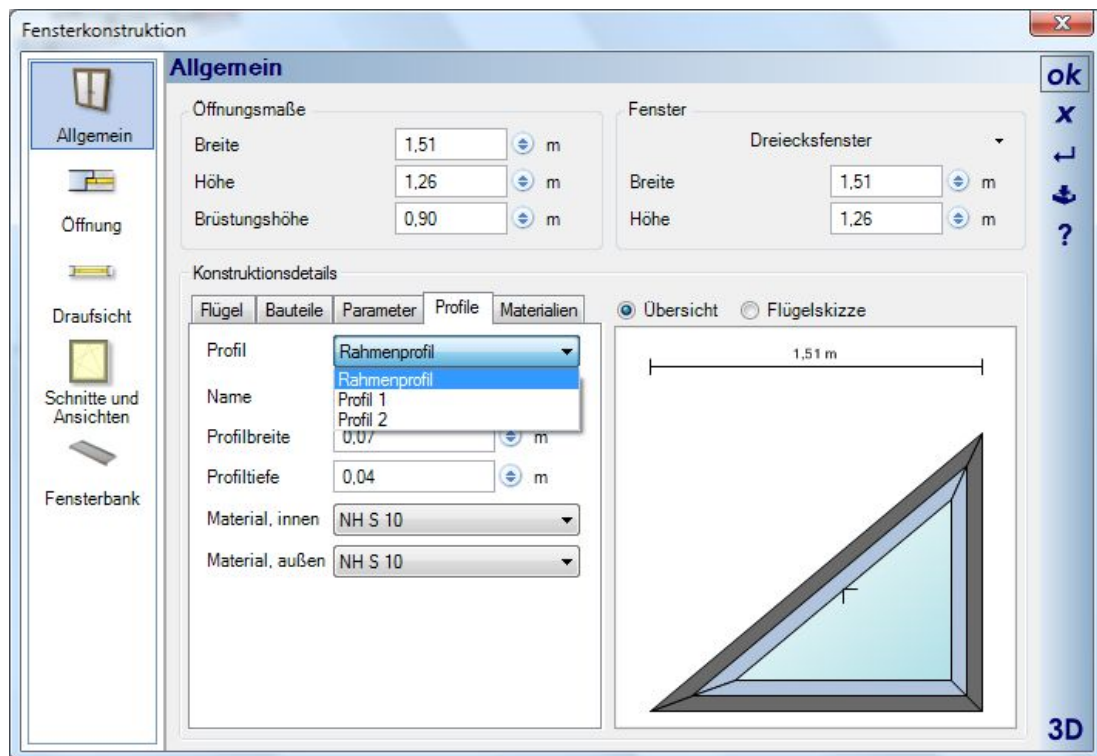 Fensterkonstruktion
Allgemein
Öffnung
Draufsicht
Schnitte und
Ansichten
Fensterbank
Allgemein
Öffnungsmaße
Breite 1,51 m
Höhe 1,26 m
Brüstungshöhe 0,90 m
Fenster
Dreiecksfenster
Breite 1,51 m
Höhe 1,26 m
Konstruktionsdetails
Flügel Bauteile Parameter Profile Materialien
Profil Rahmenprofil
Rahmenprofil
Name Profil 1
Profil 2
Profilbreite 0,07 m
Profiltiefe 0,04 m
Material, innen NH S 10
Material, außen NH S 10
Übersicht Flügelskizze
1,51 m
ok
x
?
3D